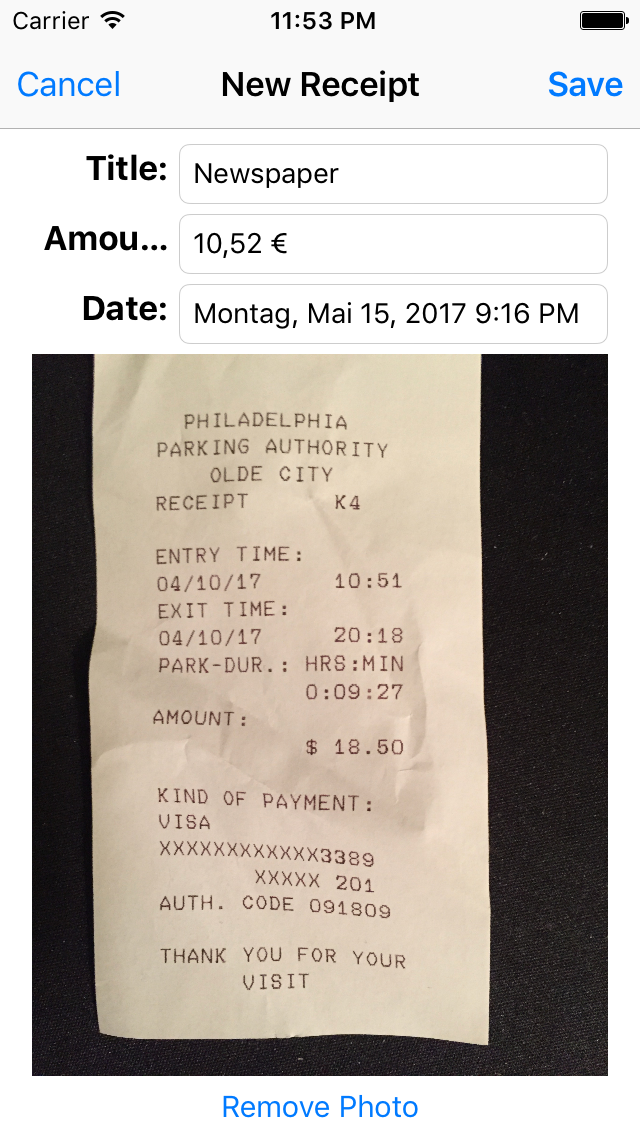 Carrier 11:53 PM
Cancel New Receipt Save
Title: Newspaper
Amou... 10,52 €
Date: Montag, Mai 15, 2017 9:16 PM
PHILADELPHIA
PARKING AUTHORITY
OLDE CITY
RECEIPT K4
ENTRY TIME:
04/10/17 10:51
EXIT TIME:
04/10/17 20:18
PARK-DUR.: HRS:MIN
0:09:27
AMOUNT:
$ 18.50
KIND OF PAYMENT:
VISA
XXXXXXXXXXXX3389
XXXXX 201
AUTH. CODE 091809
THANK YOU FOR YOUR
VISIT
Remove Photo